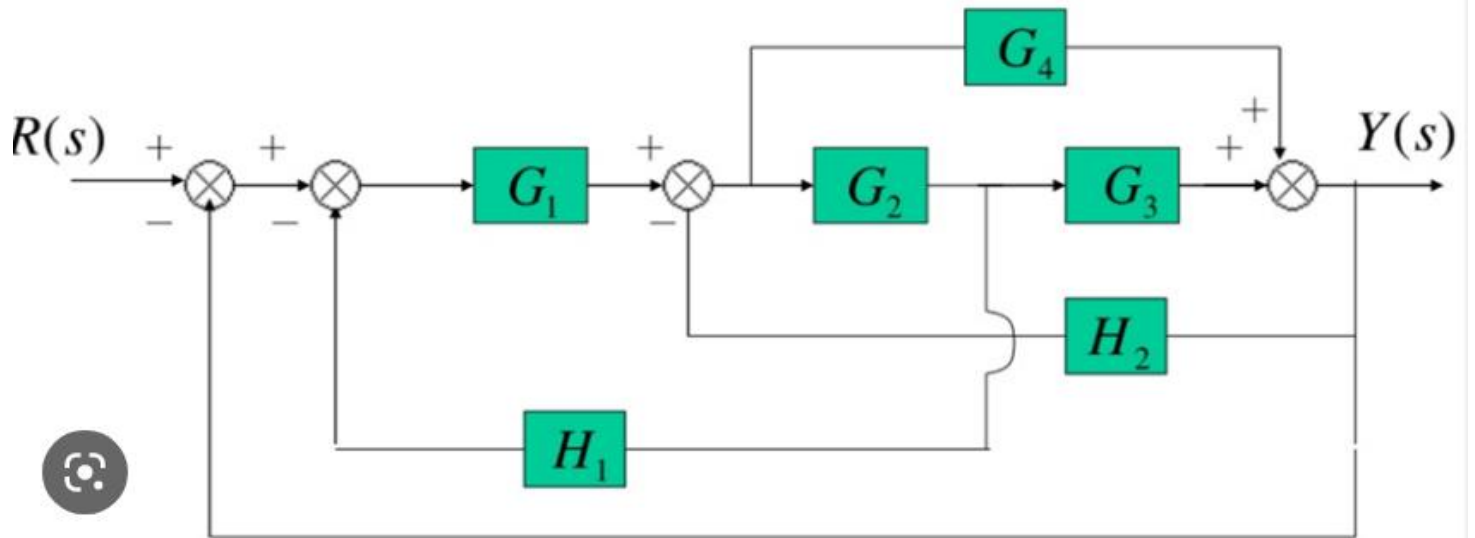 G₄
R(s) + + + + + Y(s)
G₁ G₂ G₃
− − −
H₂
H₁